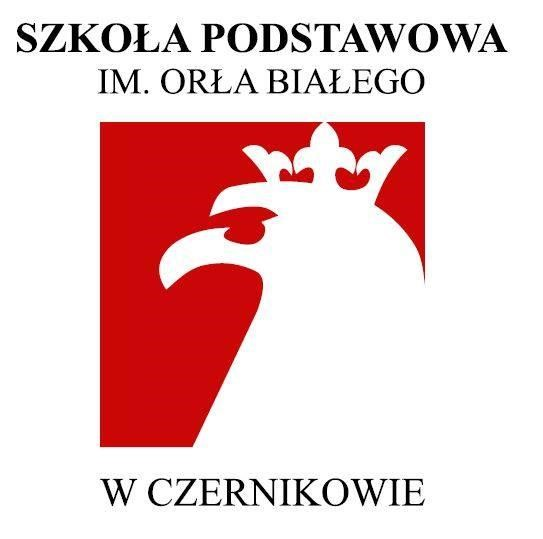 SZKOŁA PODSTAWOWA
IM. ORŁA BIAŁEGO
W CZERNIKOWIE